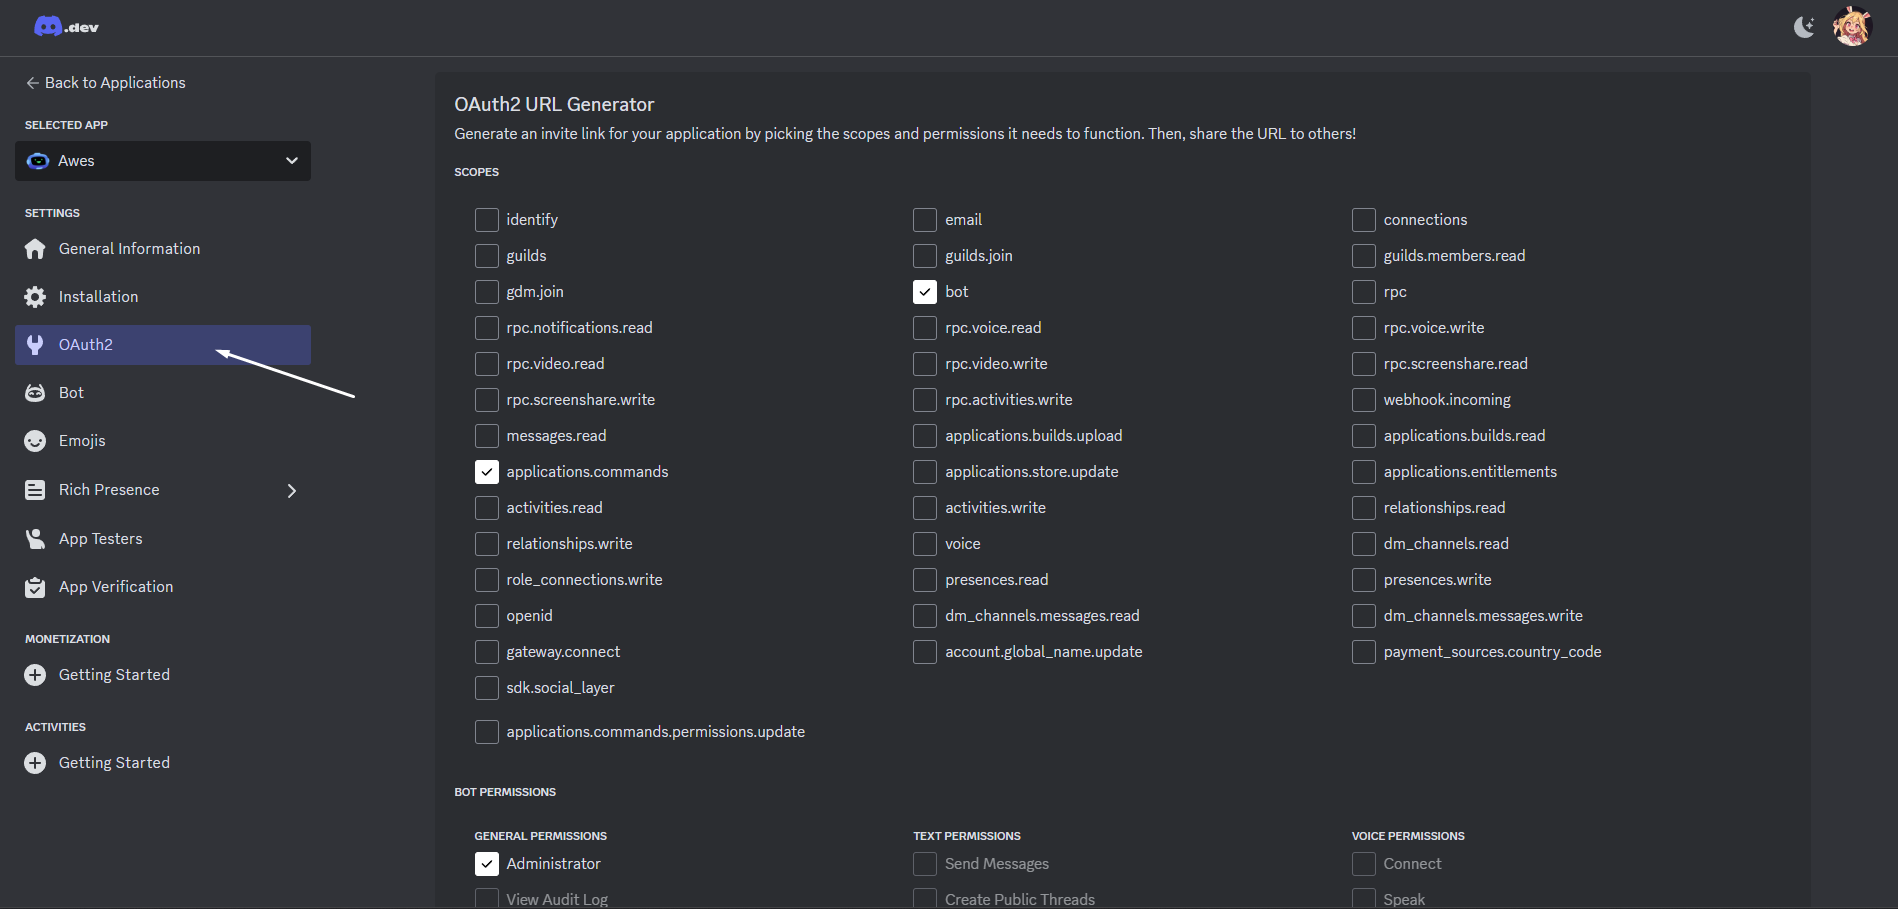 .dev
Back to Applications
SELECTED APP
Awes
SETTINGS
General Information
Installation
OAuth2
Bot
Emojis
Rich Presence
App Testers
App Verification
MONETIZATION
Getting Started
ACTIVITIES
Getting Started
OAuth2 URL Generator
Generate an invite link for your application by picking the scopes and permissions it needs to function. Then, share the URL to others!
SCOPES
identify email connections
guilds guilds.join guilds.members.read
gdm.join bot rpc
rpc.notifications.read rpc.voice.read rpc.voice.write
rpc.video.read rpc.video.write rpc.screenshare.read
rpc.screenshare.write rpc.activities.write webhook.incoming
messages.read applications.builds.upload applications.builds.read
applications.commands applications.store.update applications.entitlements
activities.read activities.write relationships.read
relationships.write voice dm_channels.read
role_connections.write presences.read presences.write
openid dm_channels.messages.read dm_channels.messages.write
gateway.connect account.global_name.update payment_sources.country_code
sdk.social_layer
applications.commands.permissions.update
BOT PERMISSIONS
GENERAL PERMISSIONS TEXT PERMISSIONS VOICE PERMISSIONS
Administrator Send Messages Connect
View Audit Log Create Public Threads Speak